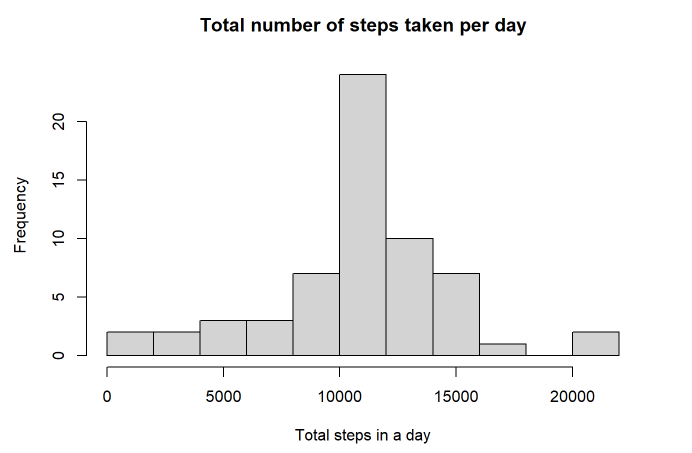 Total number of steps taken per day
Frequency
20
15
10
5
0
0 5000 10000 15000 20000
Total steps in a day